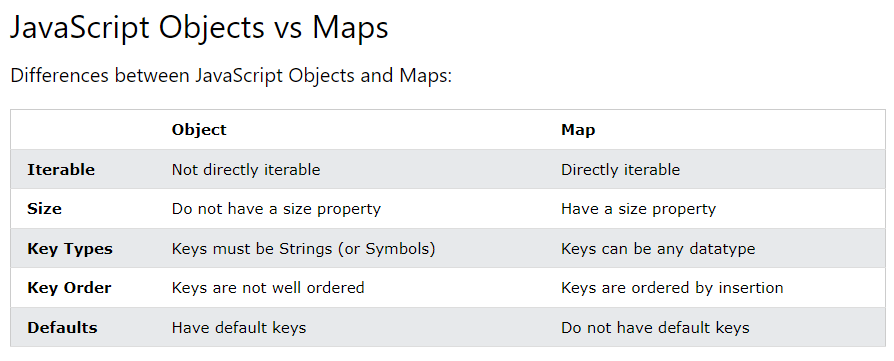 JavaScript Objects vs Maps
Differences between JavaScript Objects and Maps:
Object Map
Iterable Not directly iterable Directly iterable
Size Do not have a size property Have a size property
Key Types Keys must be Strings (or Symbols) Keys can be any datatype
Key Order Keys are not well ordered Keys are ordered by insertion
Defaults Have default keys Do not have default keys